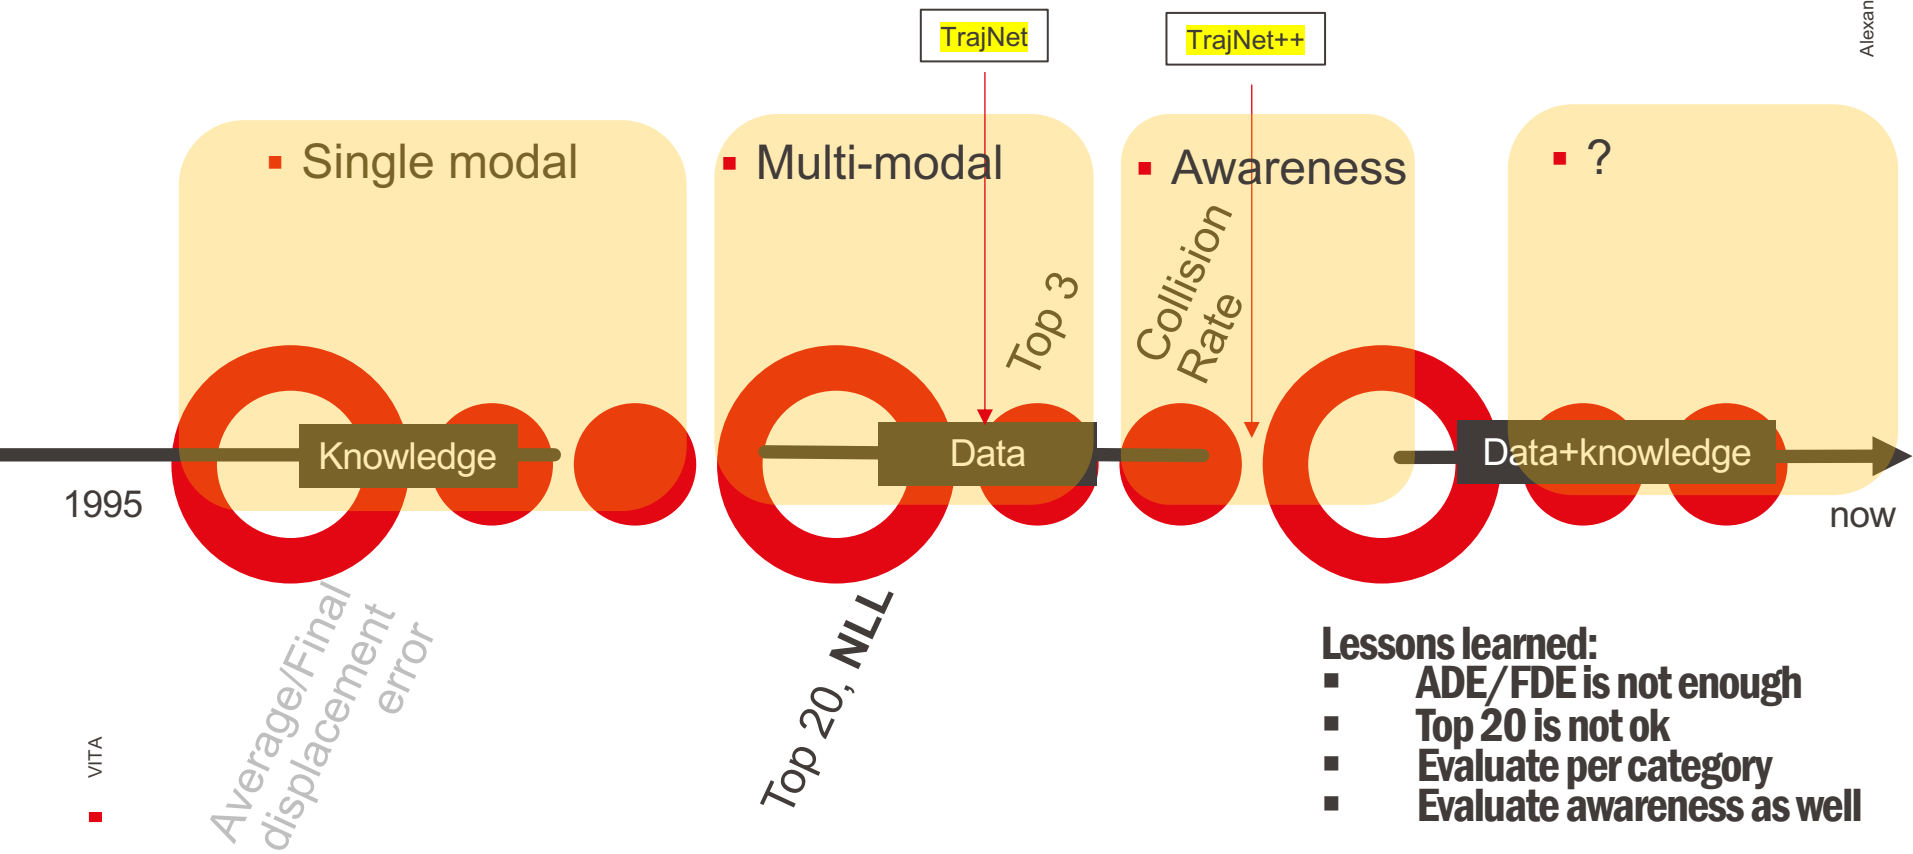 TrajNet
TrajNet++
▪ Single modal
▪ Multi-modal
▪ Awareness
▪ ?
Top 3
Collision
Rate
Knowledge
Data
Data+knowledge
1995
now
Average/Final
displacement
error
Top 20, NLL
Lessons learned:
▪ ADE/FDE is not enough
▪ Top 20 is not ok
▪ Evaluate per category
▪ Evaluate awareness as well
VITA
Alexan